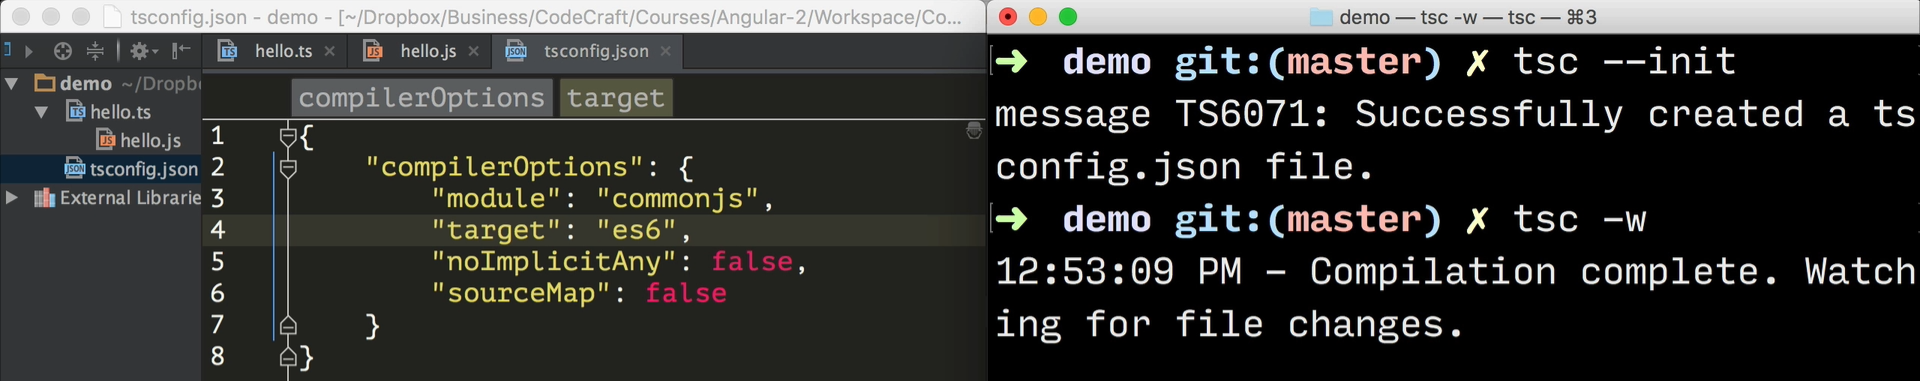 tsconfig.json - demo - [~/Dropbox/Business/CodeCraft/Courses/Angular-2/Workspace/Co...
hello.ts
hello.js
tsconfig.json
demo ~/Dropbo
hello.ts
hello.js
tsconfig.json
External Librarie
compilerOptions target
1 {
2 "compilerOptions": {
3 "module": "commonjs",
4 "target": "es6",
5 "noImplicitAny": false,
6 "sourceMap": false
7 }
8 }
demo — tsc -w — tsc — ⌘3
➜ demo git:(master) ✗ tsc --init
message TS6071: Successfully created a ts
config.json file.
➜ demo git:(master) ✗ tsc -w
12:53:09 PM - Compilation complete. Watch
ing for file changes.